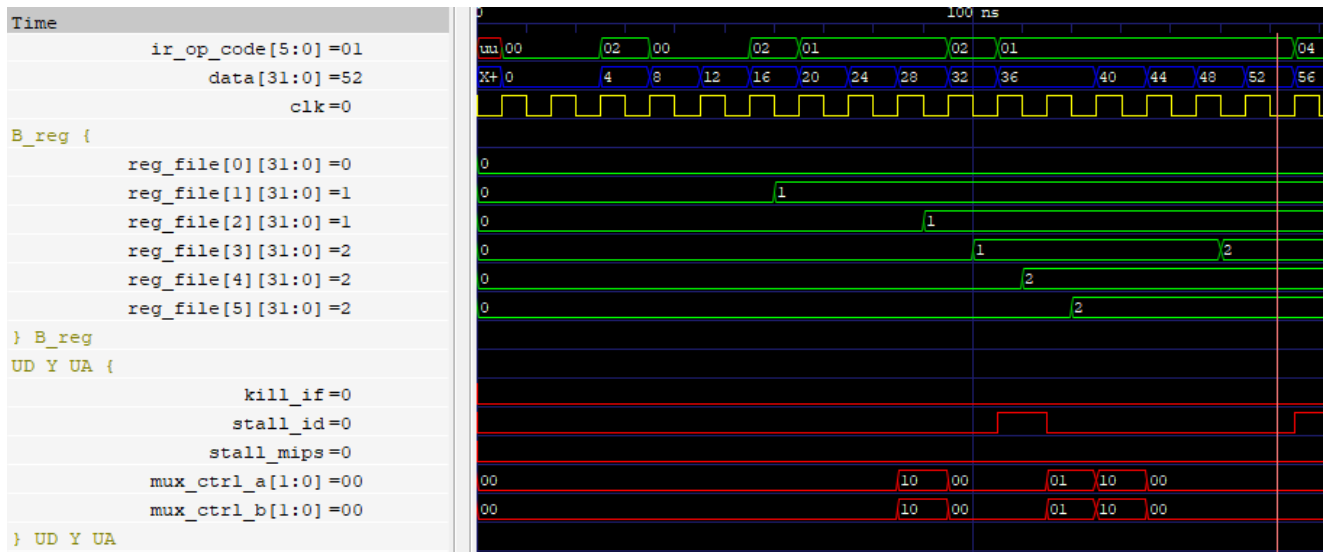 Time 0 100 ns
ir_op_code[5:0]=01 uu 00 02 00 02 01 02 01 04
data[31:0]=52 X+ 0 4 8 12 16 20 24 28 32 36 40 44 48 52 56
clk=0
B_reg {
reg_file[0][31:0]=0 0
reg_file[1][31:0]=1 0 1
reg_file[2][31:0]=1 0 1
reg_file[3][31:0]=2 0 1 2
reg_file[4][31:0]=2 0 2
reg_file[5][31:0]=2 0 2
} B_reg
UD Y UA {
kill_if=0
stall_id=0
stall_mips=0
mux_ctrl_a[1:0]=00 00 10 00 01 10 00
mux_ctrl_b[1:0]=00 00 10 00 01 10 00
} UD Y UA